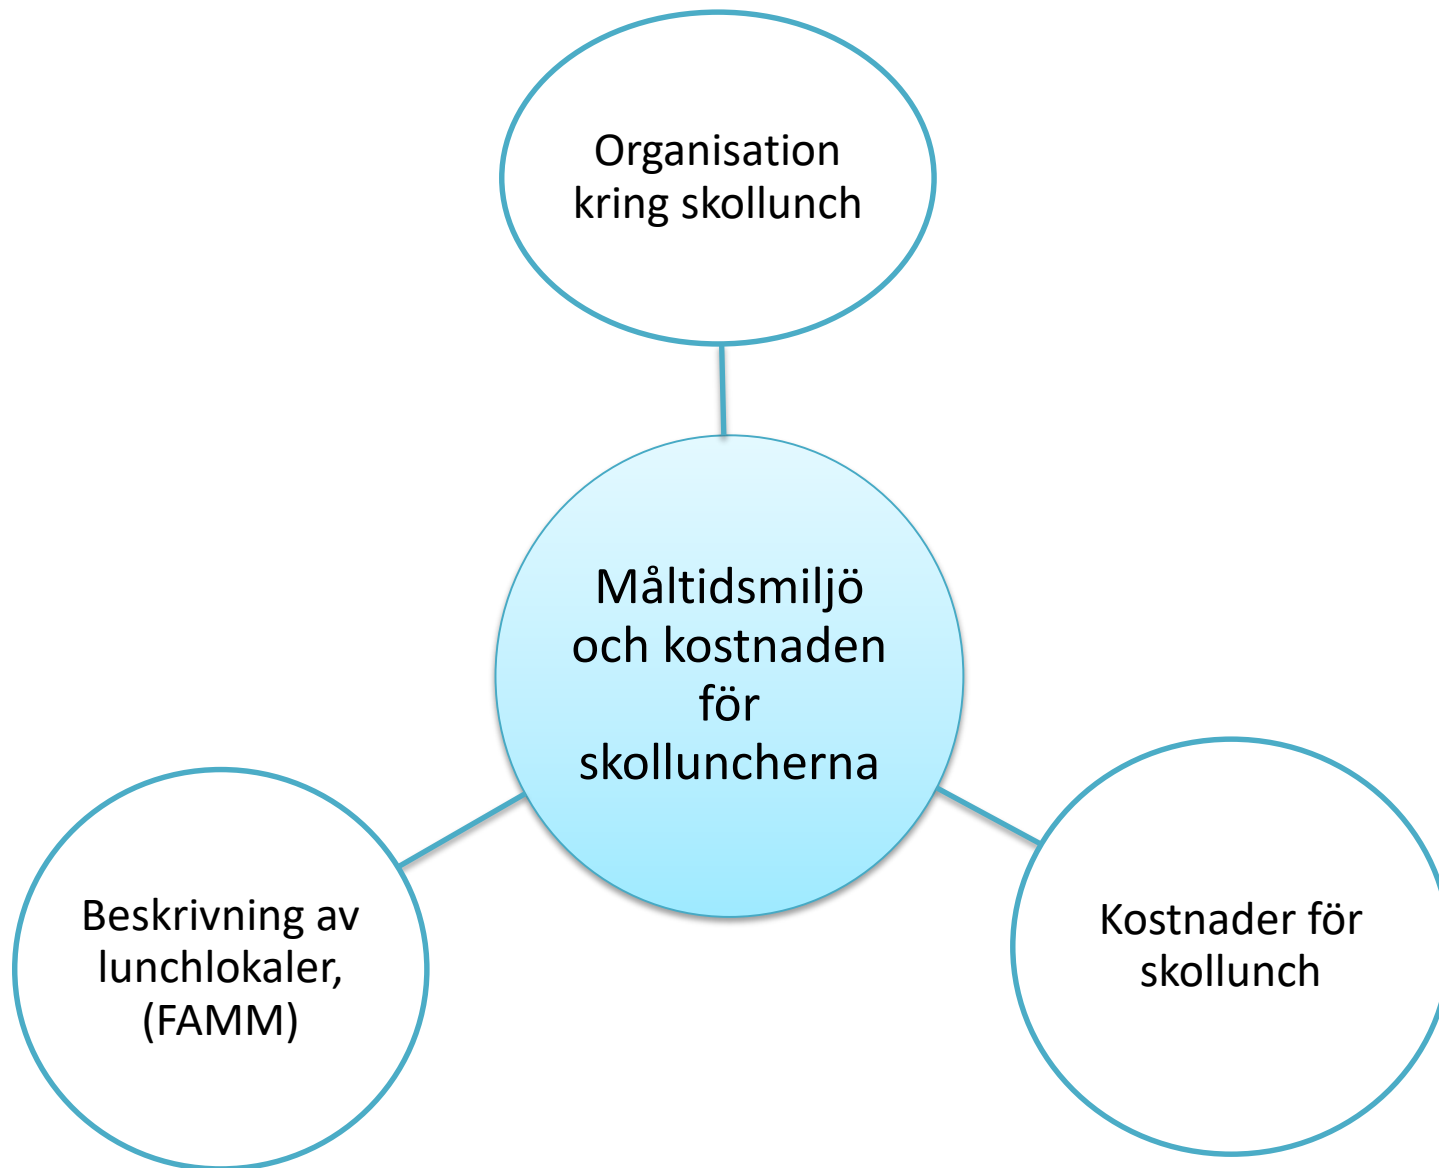 Organisation
kring skollunch
Måltidsmiljö
och kostnaden
för
skolluncherna
Beskrivning av
lunchlokaler,
(FAMM)
Kostnader för
skollunch